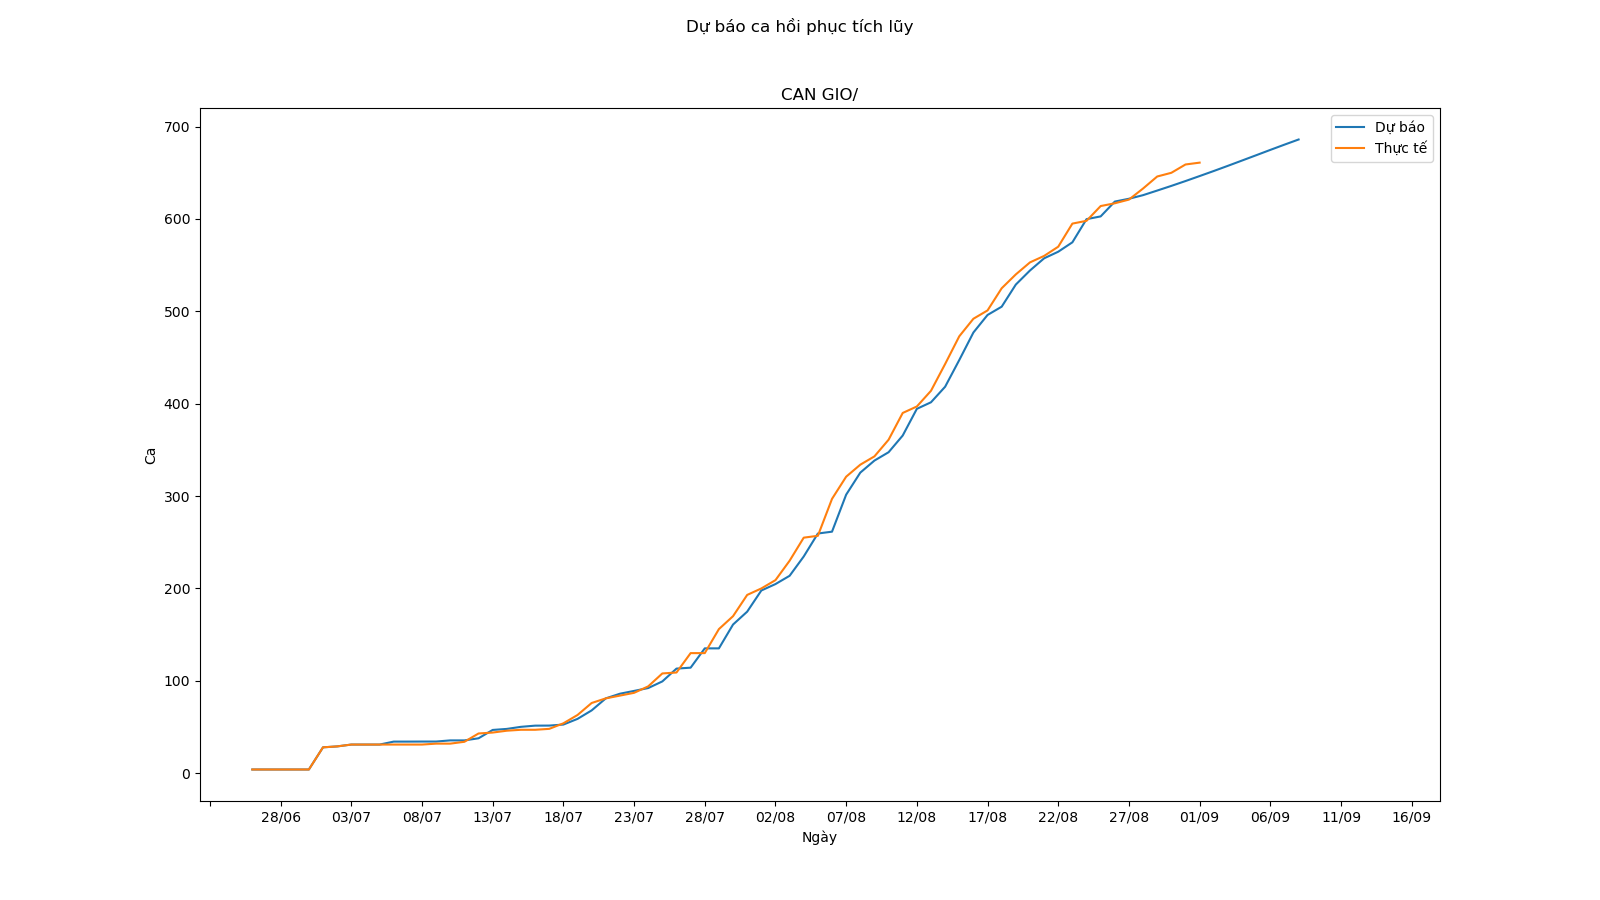 Dự báo ca hồi phục tích lũy
CAN GIO/
Dự báo
Thực tế
700
600
500
400
300
200
100
0
Ca
28/06 03/07 08/07 13/07 18/07 23/07 28/07 02/08 07/08 12/08 17/08 22/08 27/08 01/09 06/09 11/09 16/09
Ngày